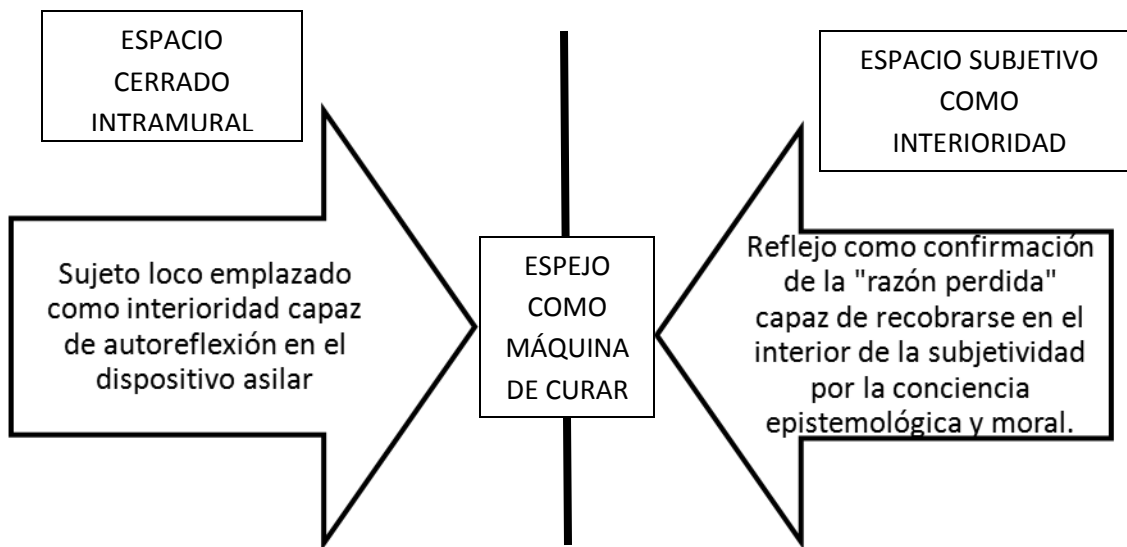 ESPACIO
CERRADO
INTRAMURAL
Sujeto loco emplazado
como interioridad capaz
de autoreflexión en el
dispositivo asilar
ESPEJO
COMO
MÁQUINA
DE CURAR
ESPACIO SUBJETIVO
COMO
INTERIORIDAD
Reflejo como confirmación
de la "razón perdida"
capaz de recobrarse en el
interior de la subjetividad
por la conciencia
epistemológica y moral.